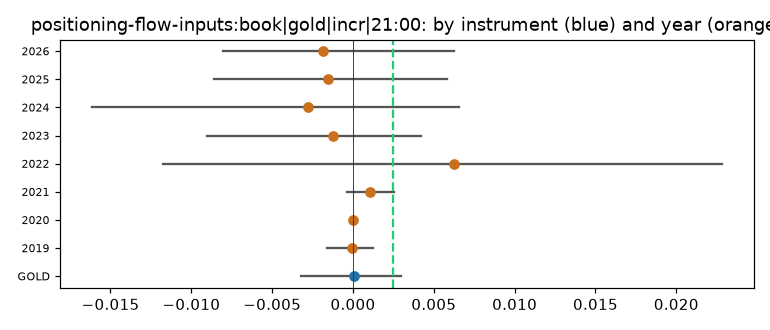 positioning-flow-inputs:book|gold|incr|21:00: by instrument (blue) and year (orange
2026
2025
2024
2023
2022
2021
2020
2019
GOLD
−0.015 −0.010 −0.005 0.000 0.005 0.010 0.015 0.020